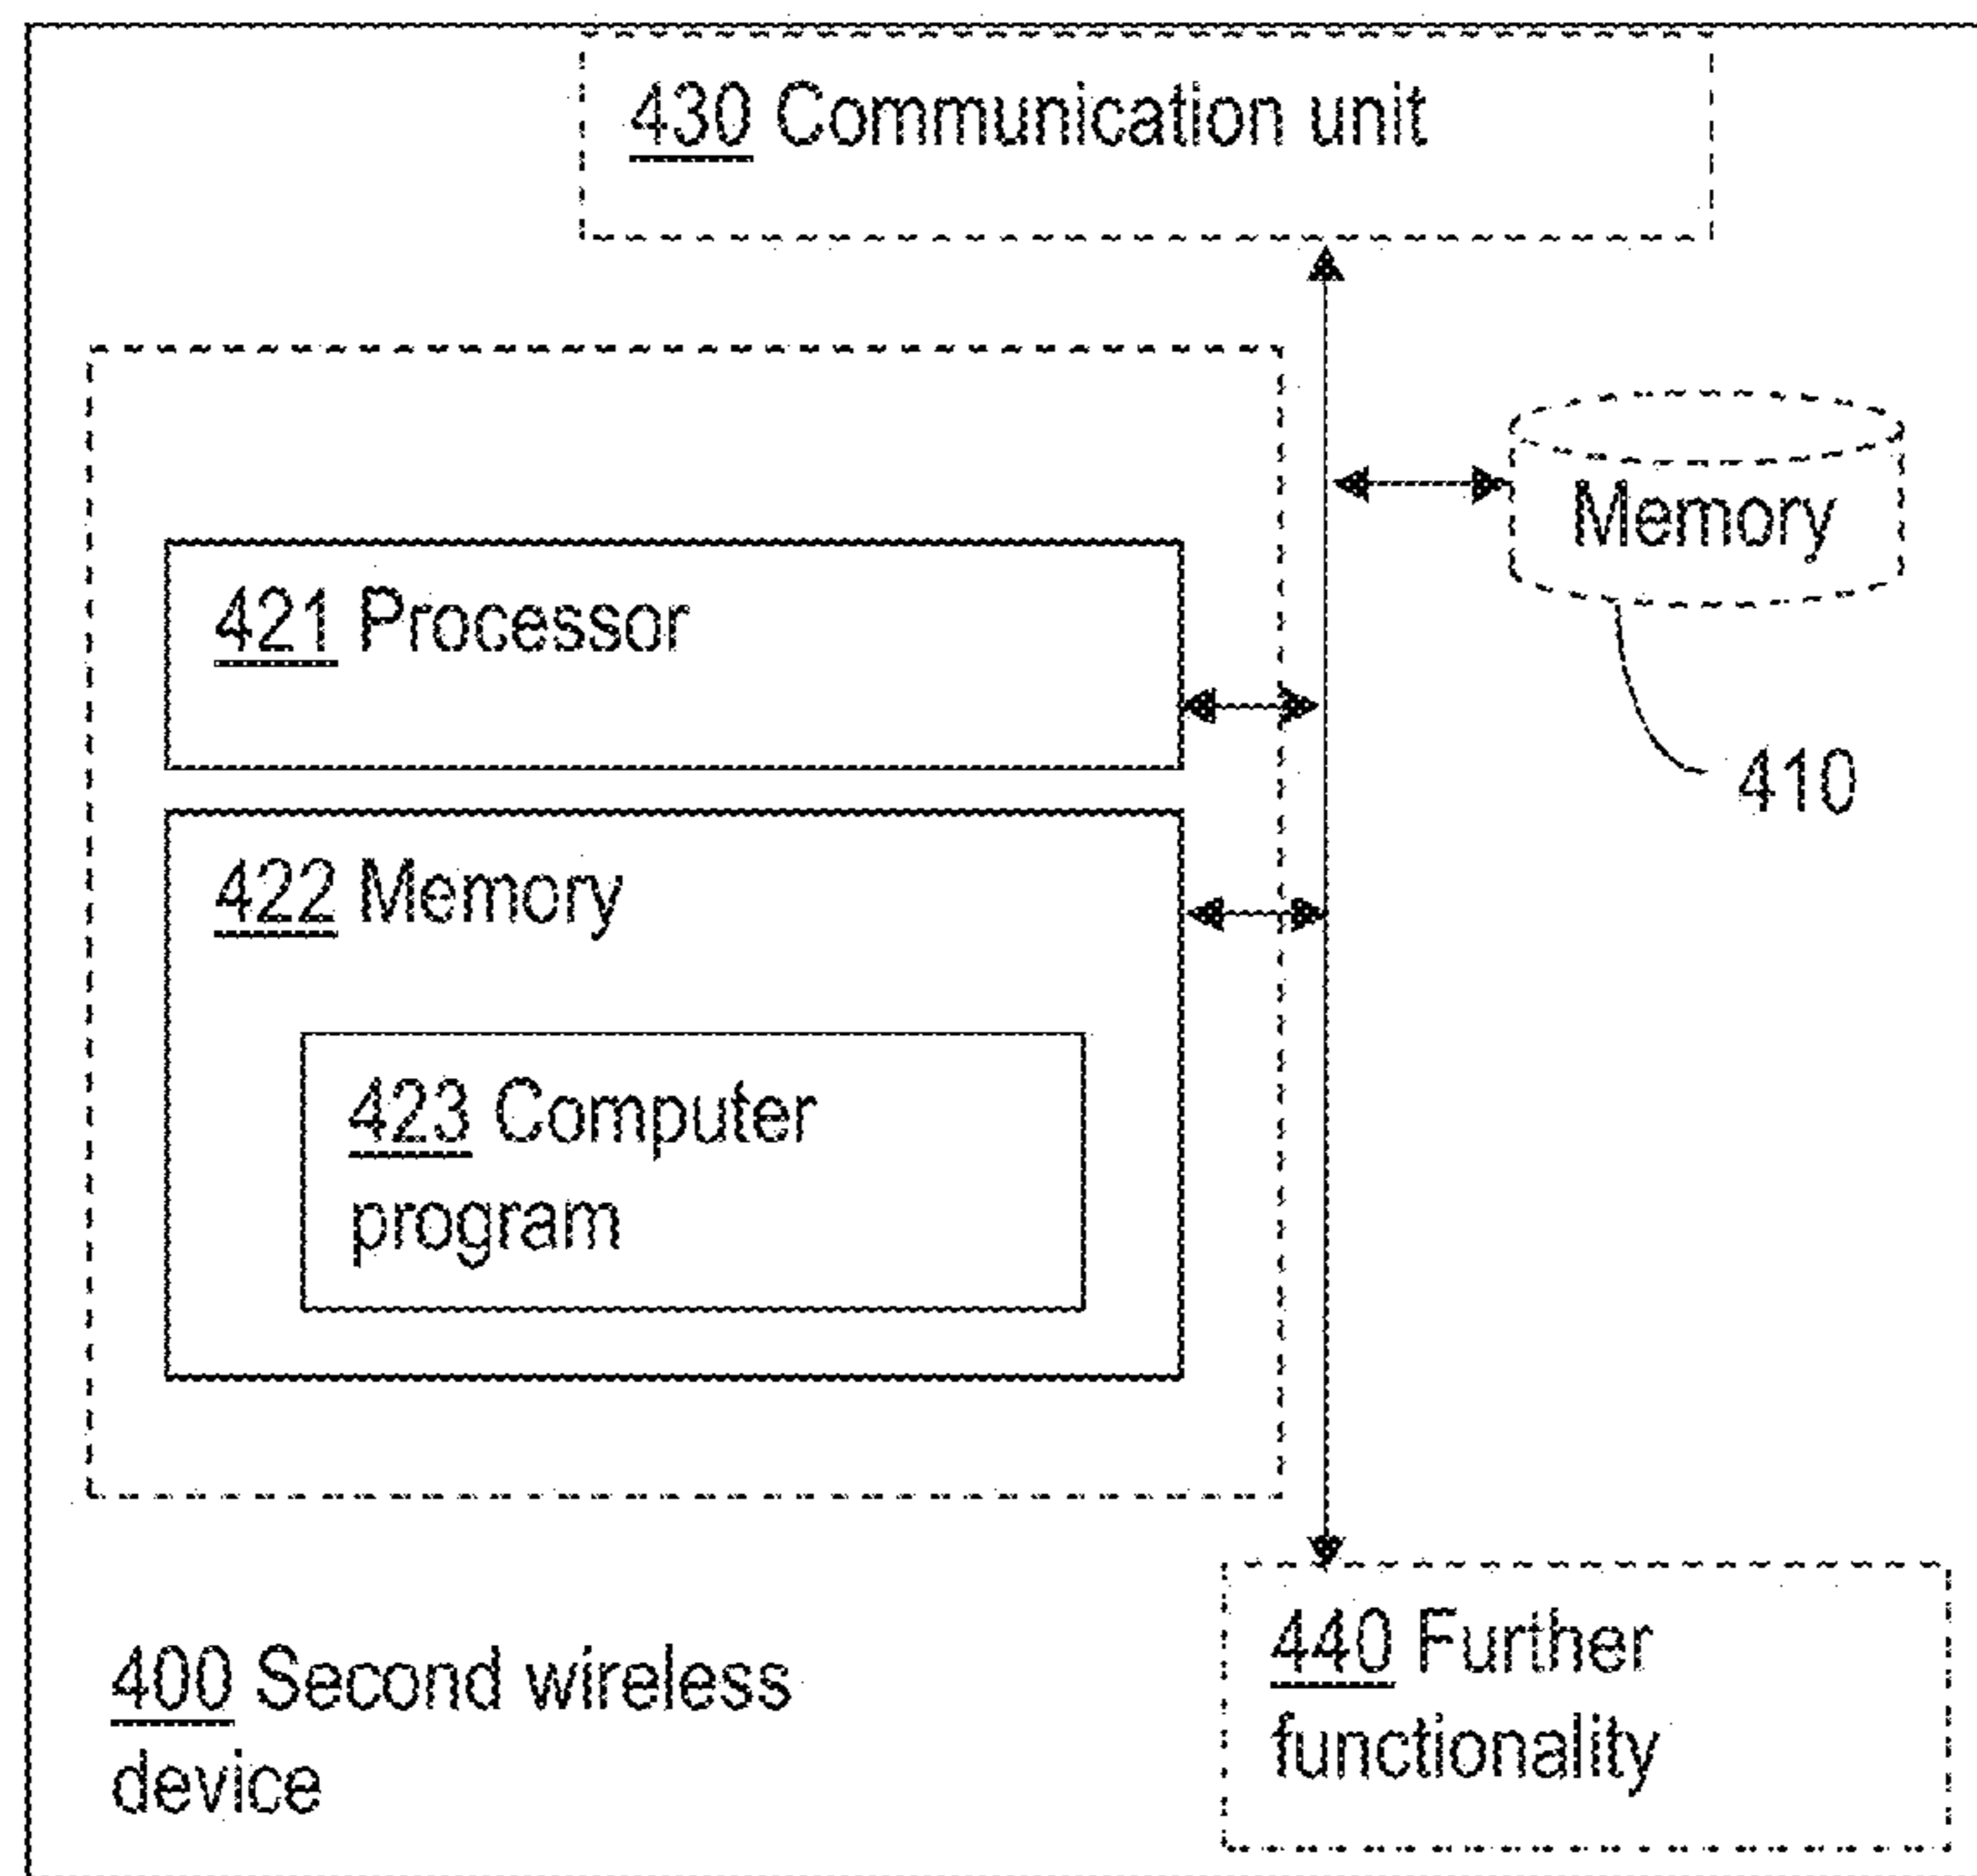 430 Communication unit
Memory
421 Processor
410
422 Memory
423 Computer
program
440 Further
functionality
400 Second wireless
device